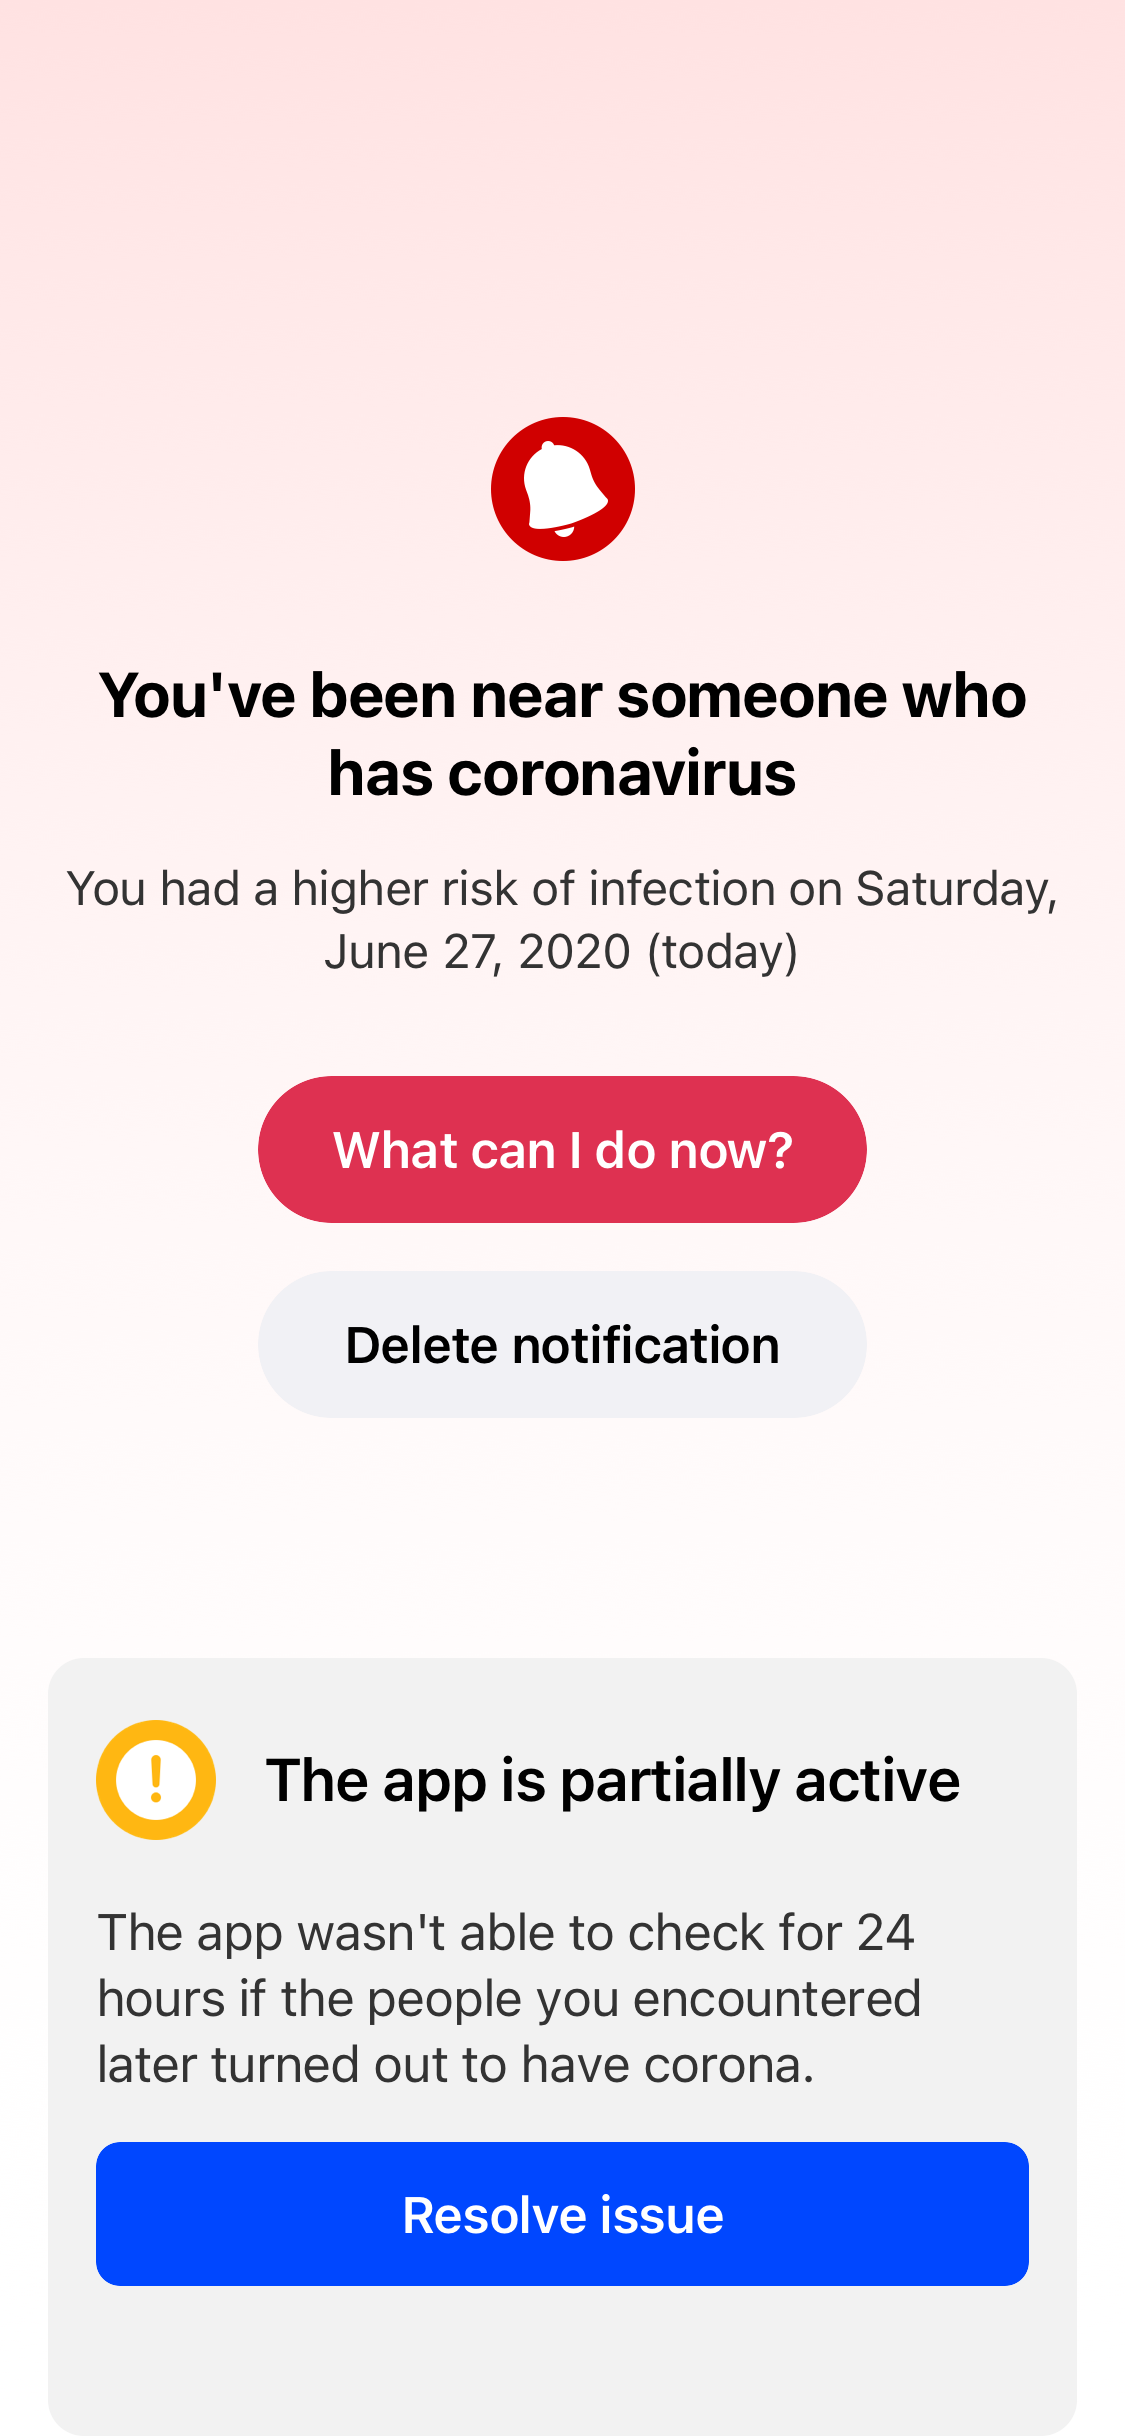 You've been near someone who
has coronavirus
You had a higher risk of infection on Saturday,
June 27, 2020 (today)
What can I do now?
Delete notification
The app is partially active
The app wasn't able to check for 24
hours if the people you encountered
later turned out to have corona.
Resolve issue